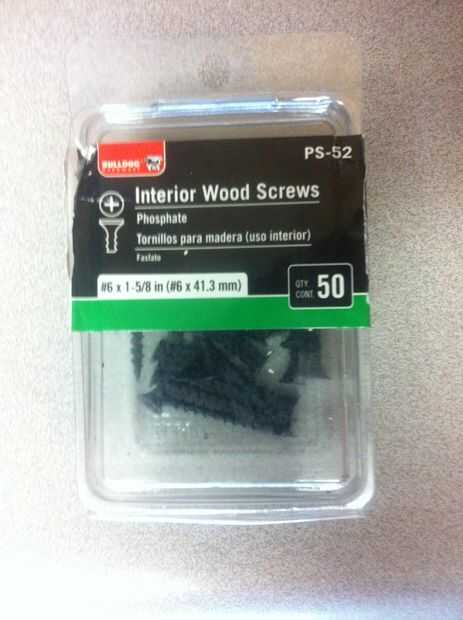 BULLDOG
HARDWARE
PS-52
Interior Wood Screws
Phosphate
Tornillos para madera (uso interior)
Fosfato
#6 x 1-5/8 in (#6 x 41.3 mm)
QTY.
CONT.
50